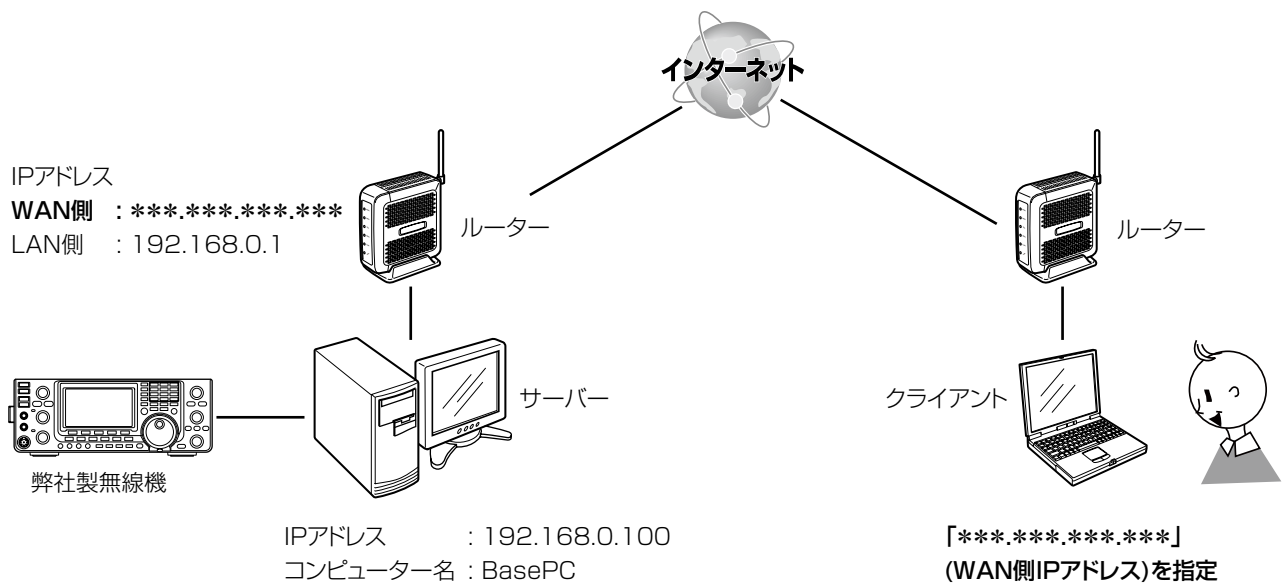 インターネット
IPアドレス
WAN側 : ***.***.***.***
LAN側 : 192.168.0.1
ルーター
ルーター
サーバー
クライアント
弊社製無線機
IPアドレス : 192.168.0.100
コンピューター名 : BasePC
「***.***.***.***」
(WAN側IPアドレス)を指定